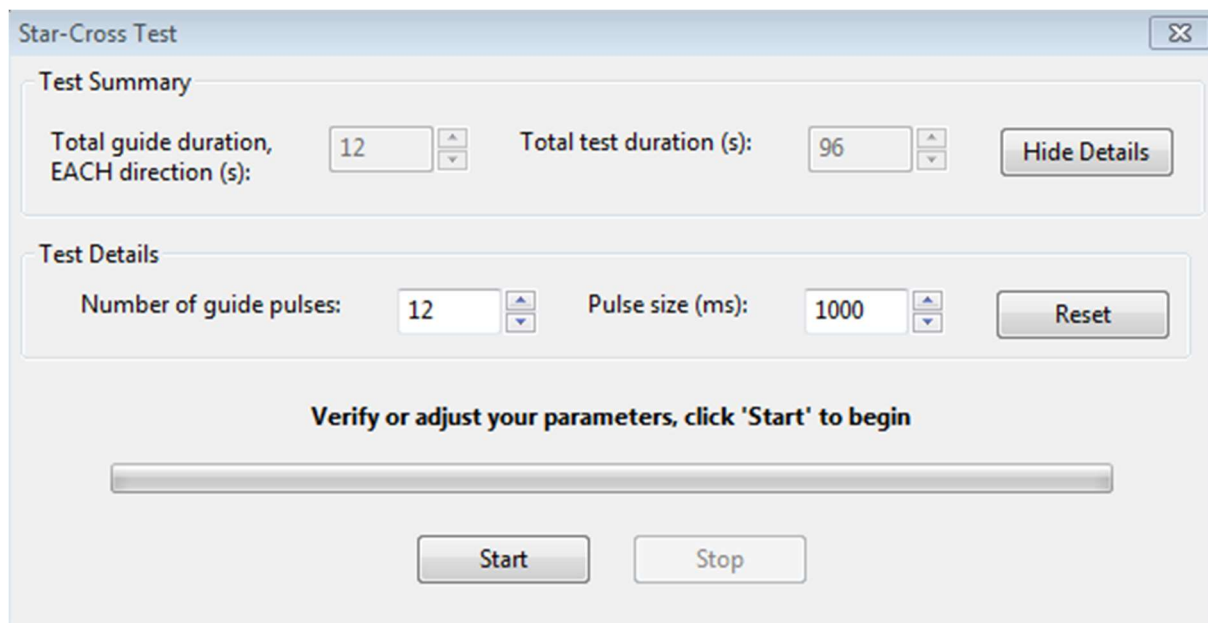 Star-Cross Test
Test Summary
Total guide duration, EACH direction (s):
12
Total test duration (s):
96
Hide Details
Test Details
Number of guide pulses:
12
Pulse size (ms):
1000
Reset
Verify or adjust your parameters, click 'Start' to begin
Start
Stop